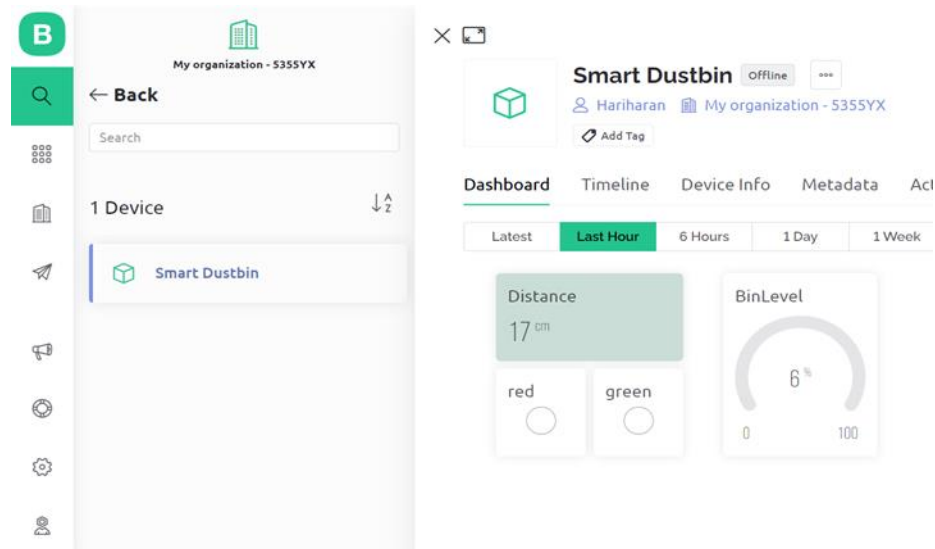 B
My organization - 5355YX
← Back
Search
1 Device
A
Z
Smart Dustbin
Smart Dustbin Offline
Hariharan My organization - 5355YX
Add Tag
Dashboard Timeline Device Info Metadata Act
Latest Last Hour 6 Hours 1 Day 1 Week
Distance
17 cm
red green
BinLevel
6 %
0 100